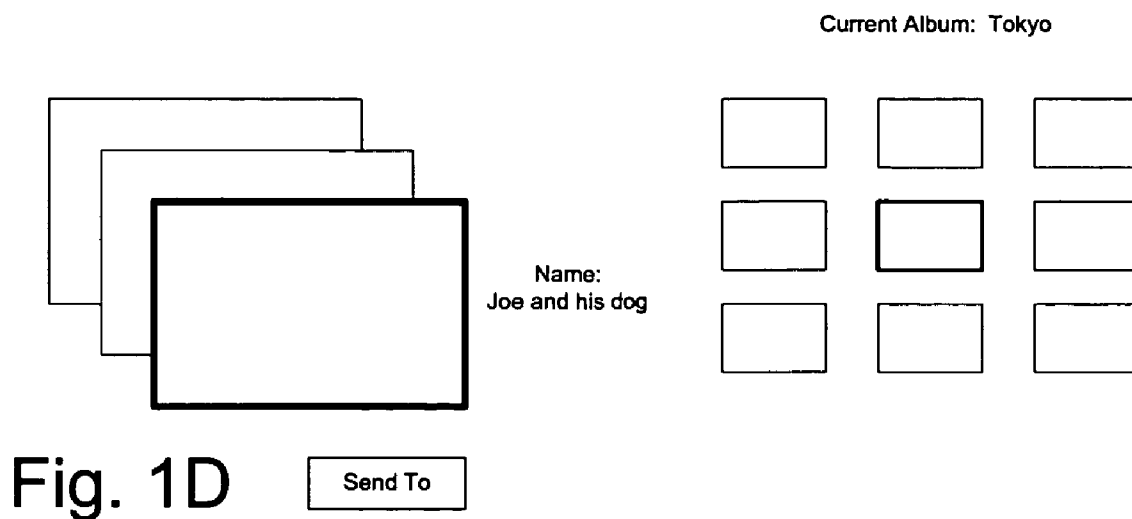 Current Album: Tokyo
Name:
Joe and his dog
Fig. 1D
Send To